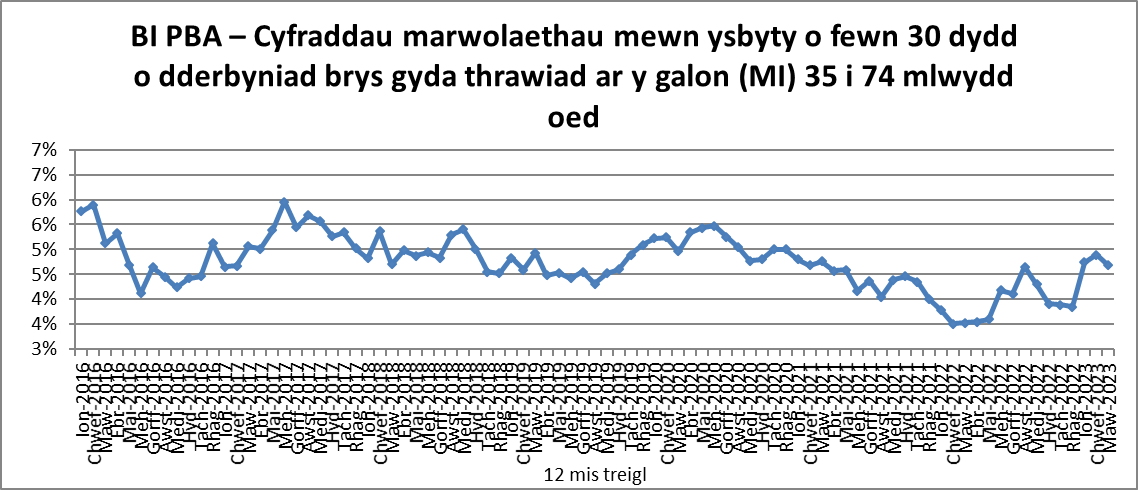 BI PBA – Cyfraddau marwolaethau mewn ysbyty o fewn 30 dydd
o dderbyniad brys gyda thrawiad ar y galon (MI) 35 i 74 mlwydd
oed
7%
7%
6%
6%
5%
5%
4%
4%
3%
Ion-2016
Chwef-2016
Maw-2016
Ebr-2016
Mai-2016
Meh-2016
Gorff-2016
Awst-2016
Medi-2016
Hyd-2016
Tach-2016
Rhag-2016
Ion-2017
Chwef-2017
Maw-2017
Ebr-2017
Mai-2017
Meh-2017
Gorff-2017
Awst-2017
Medi-2017
Hyd-2017
Tach-2017
Rhag-2017
Ion-2018
Chwef-2018
Maw-2018
Ebr-2018
Mai-2018
Meh-2018
Gorff-2018
Awst-2018
Medi-2018
Hyd-2018
Tach-2018
Rhag-2018
Ion-2019
Chwef-2019
Maw-2019
Ebr-2019
Mai-2019
Meh-2019
Gorff-2019
Awst-2019
Medi-2019
Hyd-2019
Tach-2019
Rhag-2019
Ion-2020
Chwef-2020
Maw-2020
Ebr-2020
Mai-2020
Meh-2020
Gorff-2020
Awst-2020
Medi-2020
Hyd-2020
Tach-2020
Rhag-2020
Ion-2021
Chwef-2021
Maw-2021
Ebr-2021
Mai-2021
Meh-2021
Gorff-2021
Awst-2021
Medi-2021
Hyd-2021
Tach-2021
Rhag-2021
Ion-2022
Chwef-2022
Maw-2022
Ebr-2022
Mai-2022
Meh-2022
Gorff-2022
Awst-2022
Medi-2022
Hyd-2022
Tach-2022
Rhag-2022
Ion-2023
Chwef-2023
Maw-2023
12 mis treigl